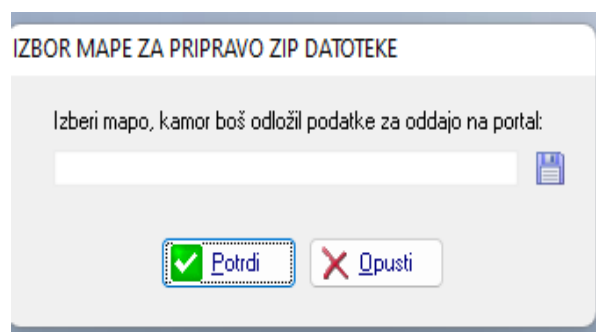 IZBOR MAPE ZA PRIPRAVO ZIP DATOTEKE
Izberi mapo, kamor boš odložil podatke za oddajo na portal:
Potrdi
Opusti